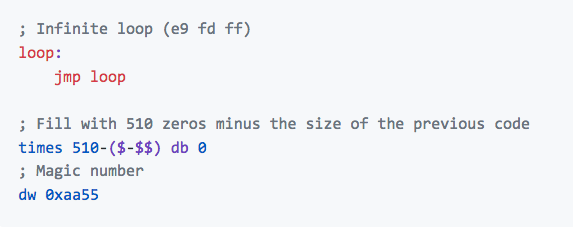 ; Infinite loop (e9 fd ff)
loop:
    jmp loop

; Fill with 510 zeros minus the size of the previous code
times 510-($-$$) db 0
; Magic number
dw 0xaa55